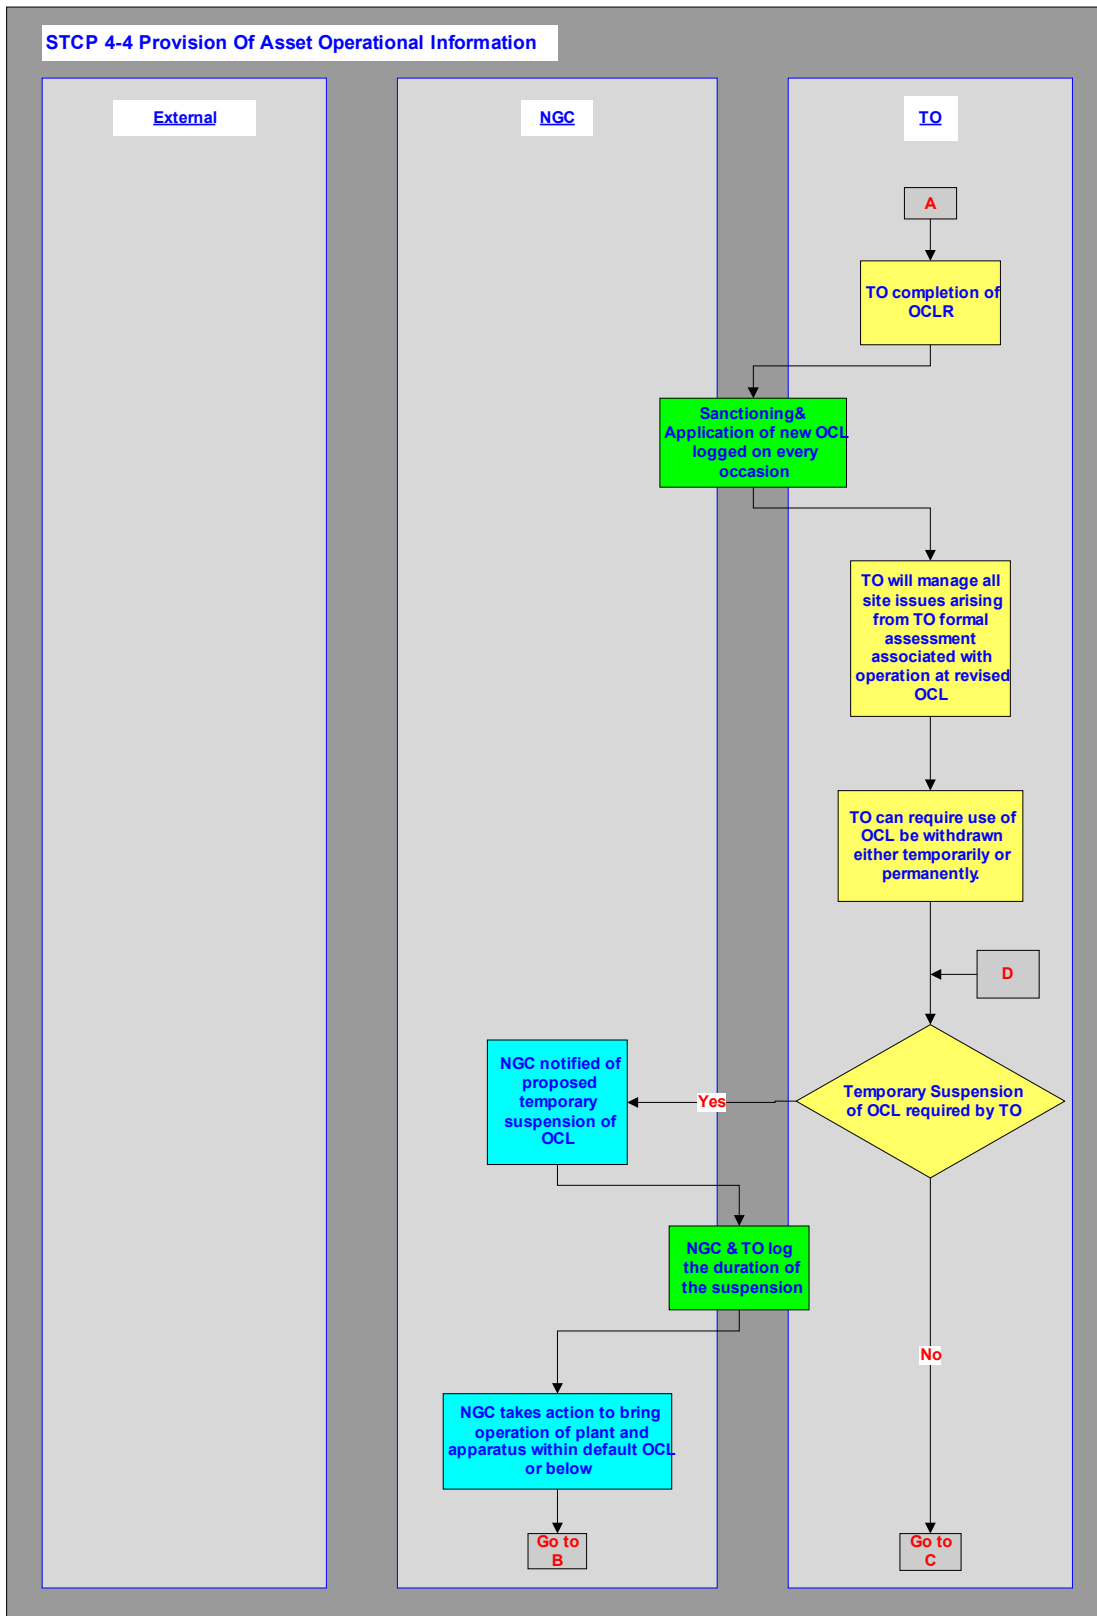 STCP 4-4 Provision Of Asset Operational Information
External
NGC
TO
A
TO completion of
OCLR
Sanctioning&
Application of new OCL
logged on every
occasion
TO will manage all
site issues arising
from TO formal
assessment
associated with
operation at revised
OCL
TO can require use of
OCL be withdrawn
either temporarily or
permanently.
D
Temporary Suspension
of OCL required by TO
Yes
NGC notified of
proposed
temporary
suspension of
OCL
NGC & TO log
the duration of
the suspension
No
NGC takes action to bring
operation of plant and
apparatus within default OCL
or below
Go to
B
Go to
C